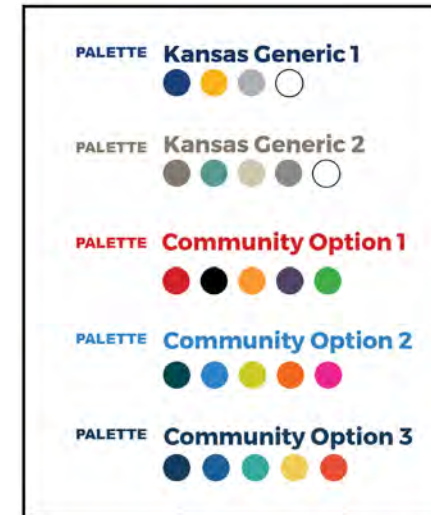 PALETTE Kansas Generic 1
PALETTE Kansas Generic 2
PALETTE Community Option 1
PALETTE Community Option 2
PALETTE Community Option 3